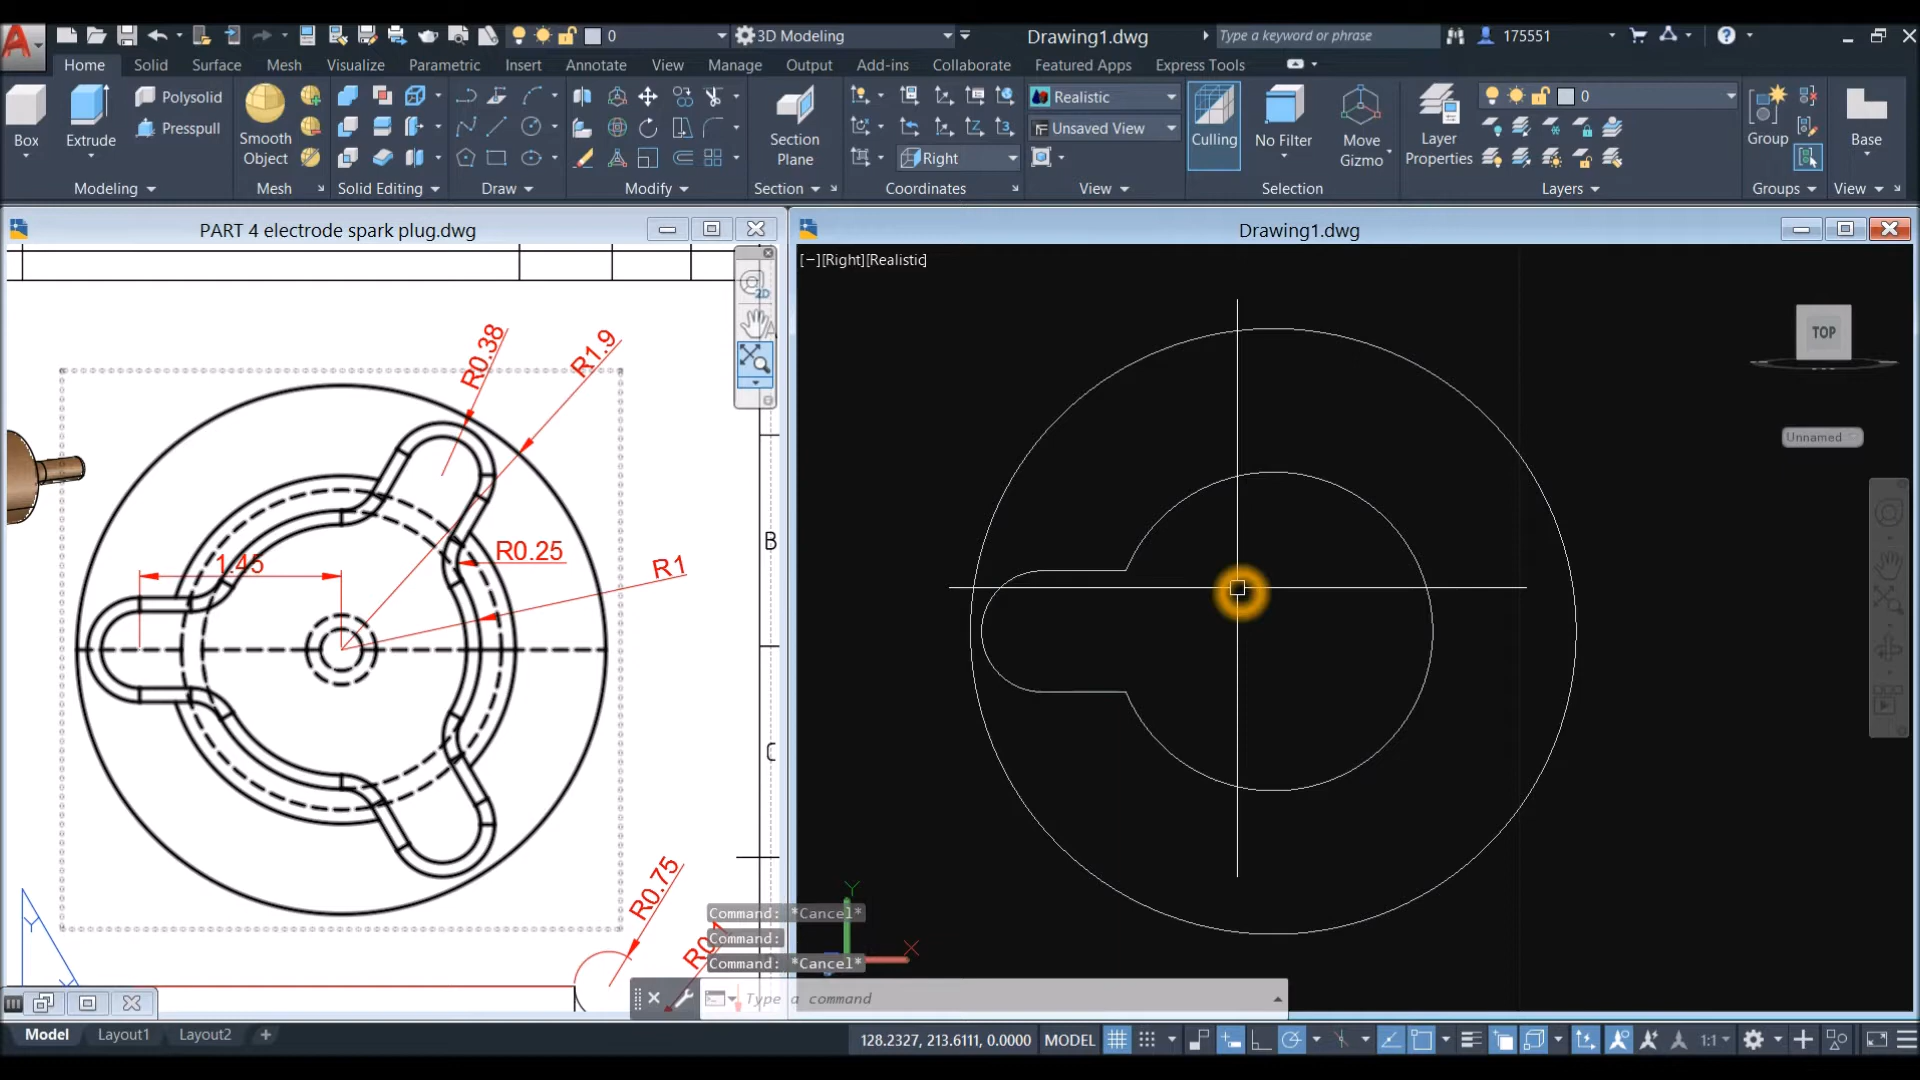 0
3D Modeling
Drawing1.dwg
Type a keyword or phrase
175551
Home
Solid
Surface
Mesh
Visualize
Parametric
Insert
Annotate
View
Manage
Output
Add-ins
Collaborate
Featured Apps
Express Tools
Box
Extrude
Polysolid
Presspull
Smooth
Object
Section
Plane
Right
Realistic
Unsaved View
Culling
No Filter
Move
Gizmo
Layer
Properties
0
Group
Base
Modeling
Mesh
Solid Editing
Draw
Modify
Section
Coordinates
View
Selection
Layers
Groups
View
PART 4 electrode spark plug.dwg
Drawing1.dwg
[−][Right][Realistic]
2D
TOP
Unnamed
R0.38
R1.9
R0.25
R1
1.45
B
C
R0.75
R0.1
Y
Y
X
Command: *Cancel*
Command:
Command: *Cancel*
Type a command
Model
Layout1
Layout2
128.2327, 213.6111, 0.0000
MODEL
1:1